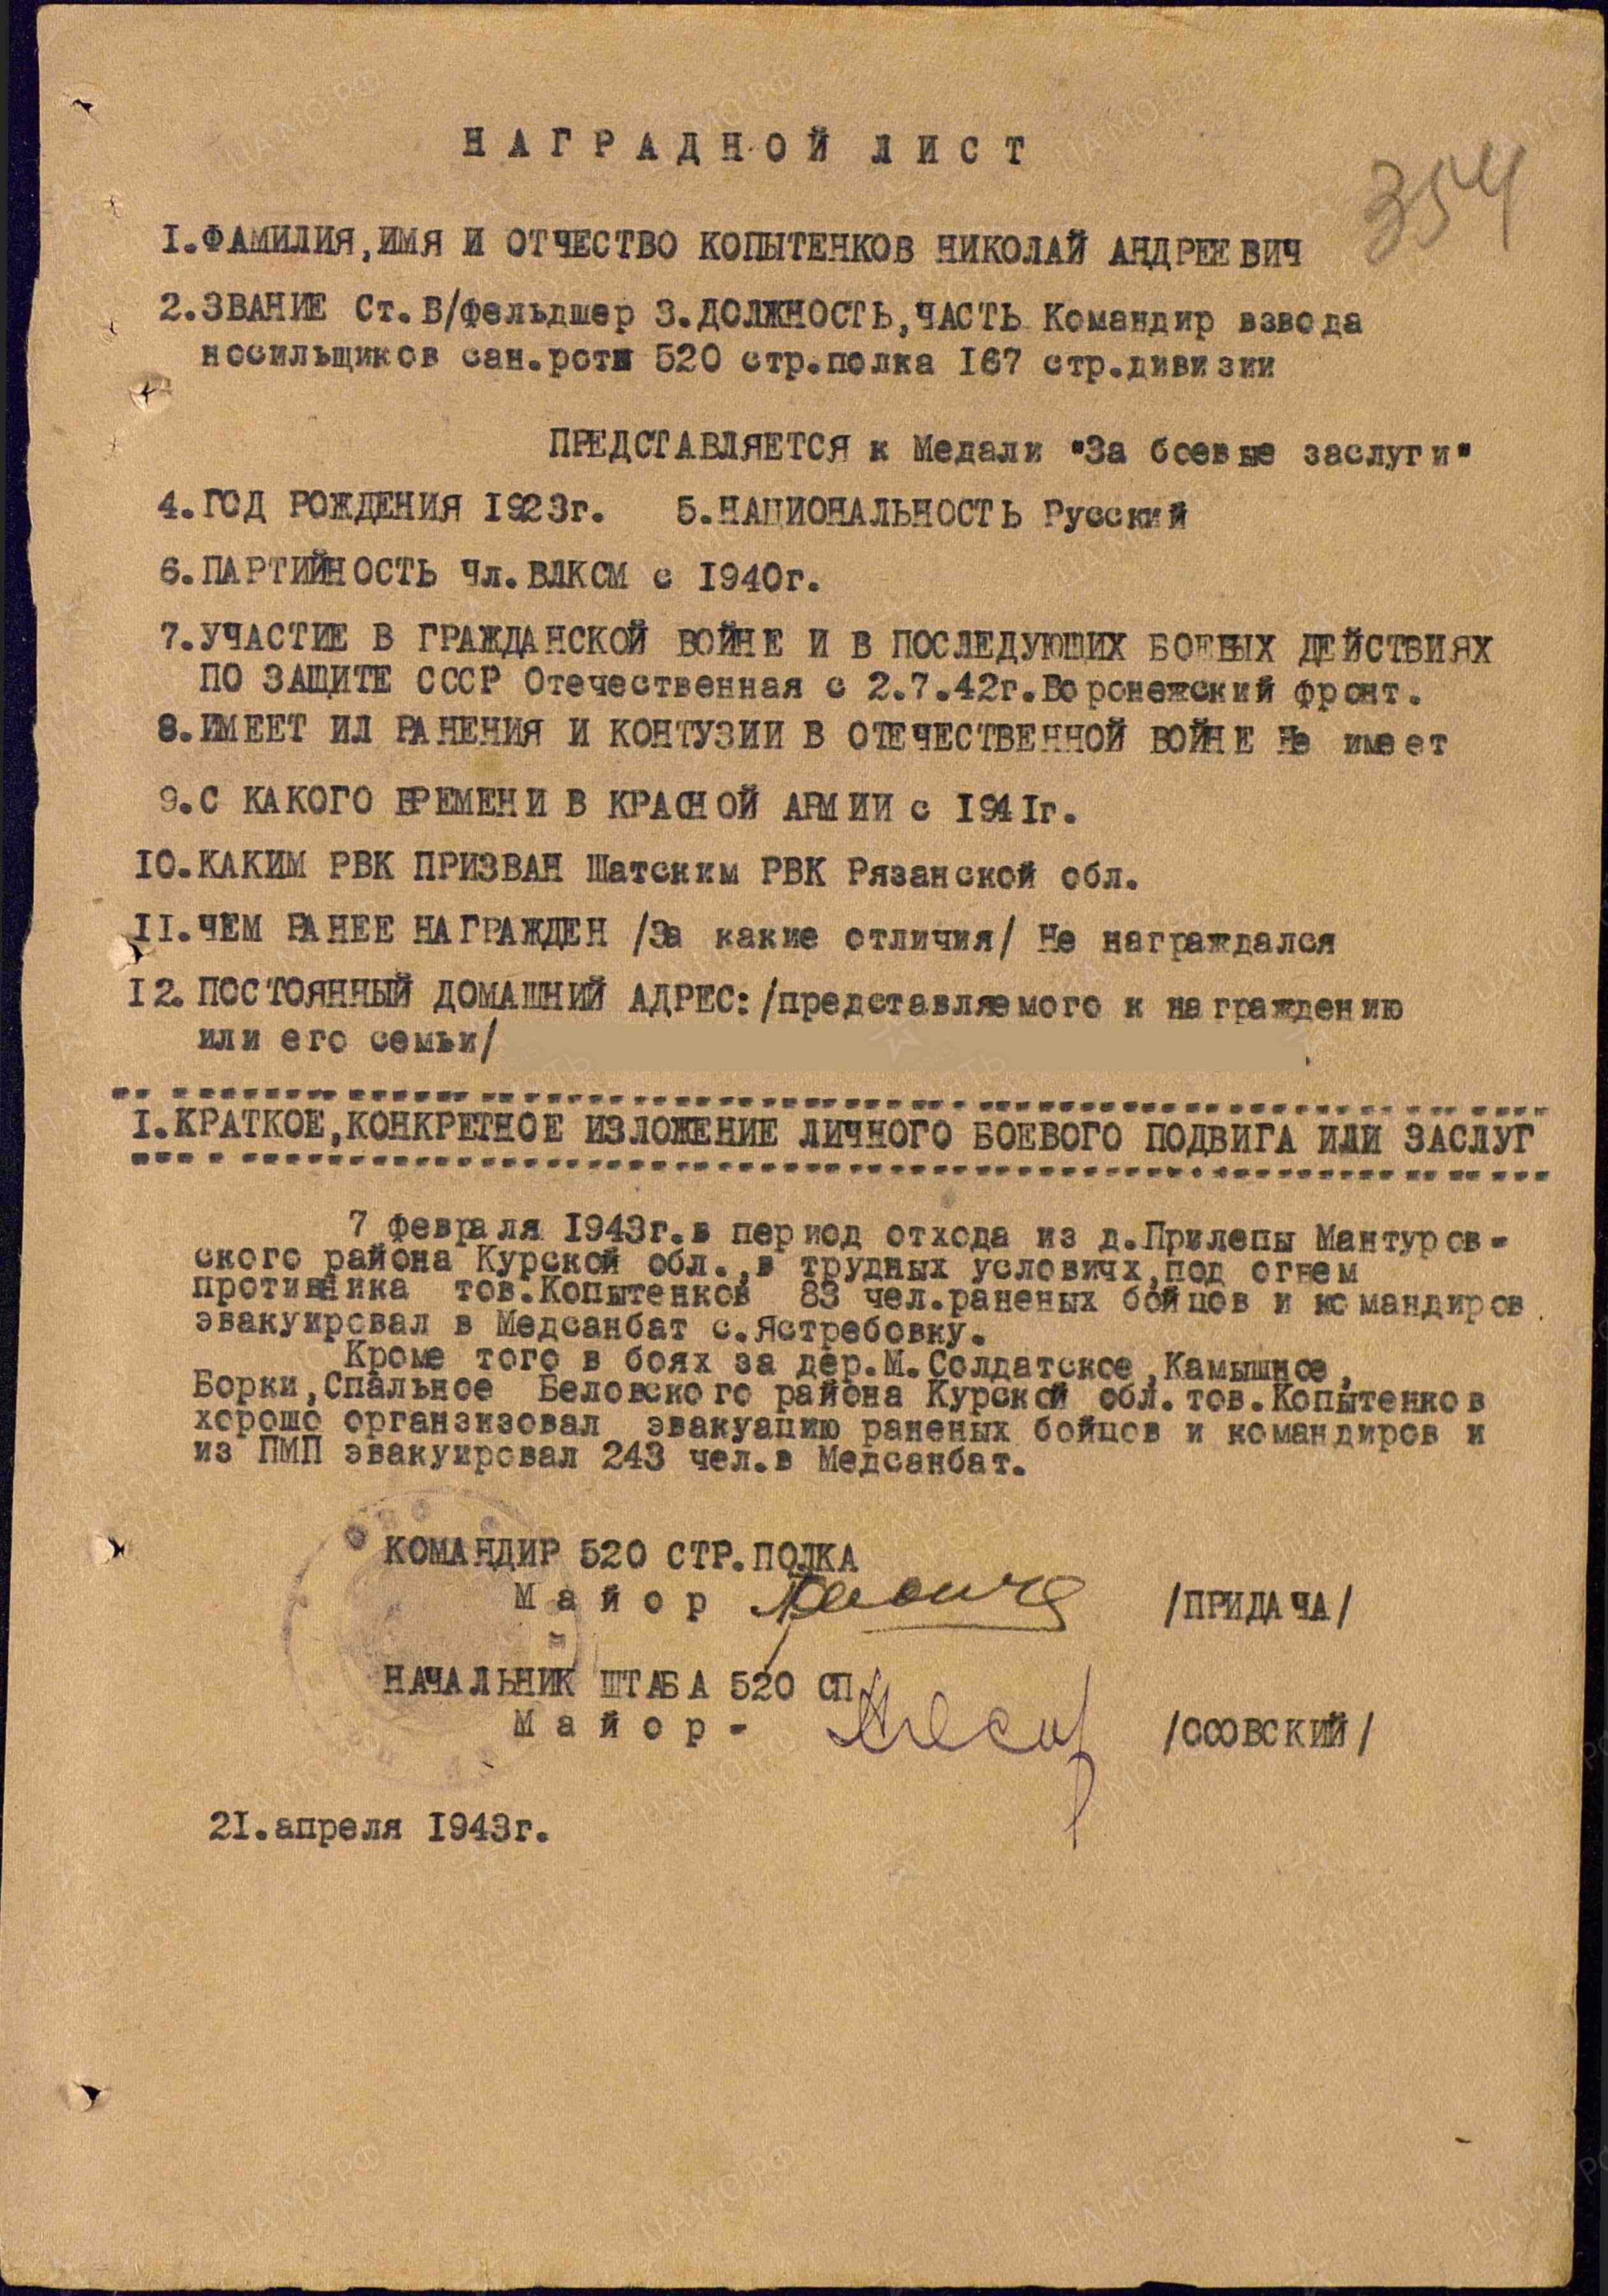 354
НАГРАДНОЙ ЛИСТ
I.ФАМИЛИЯ,ИМЯ И ОТЧЕСТВО КОПЫТЕНКОВ НИКОЛАЙ АНДРЕЕВИЧ
2.ЗВАНИЕ Ст.В/фельдшер 3.ДОЛЖНОСТЬ,ЧАСТЬ Командир взвода
носильщиков сан.роты 520 стр.полка 167 стр.дивизии
ПРЕДСТАВЛЯЕТСЯ к Медали "За боевые заслуги"
4.ГОД РОЖДЕНИЯ 1923г. 5.НАЦИОНАЛЬНОСТЬ Русский
6.ПАРТИЙНОСТЬ Чл.ВЛКСМ с 1940г.
7.УЧАСТИЕ В ГРАЖДАНСКОЙ ВОЙНЕ И В ПОСЛЕДУЮЩИХ БОЕВЫХ ДЕЙСТВИЯХ
ПО ЗАЩИТЕ СССР Отечественная с 2.7.42г.Воронежский фронт.
8.ИМЕЕТ ИЛ РАНЕНИЯ И КОНТУЗИИ В ОТЕЧЕСТВЕННОЙ ВОЙНЕ Не имеет
9.С КАКОГО ВРЕМЕНИ В КРАСНОЙ АРМИИ с 1941г.
10.КАКИМ РВК ПРИЗВАН Шатским РВК Рязанской обл.
II.ЧЕМ РАНЕЕ НАГРАЖДЕН /За какие отличия/ Не награждался
12.ПОСТОЯННЫЙ ДОМАШНИЙ АДРЕС:/представляемого к награждению
или его семьи/
I.КРАТКОЕ,КОНКРЕТНОЕ ИЗЛОЖЕНИЕ ЛИЧНОГО БОЕВОГО ПОДВИГА ИЛИ ЗАСЛУГ
7 февраля 1943г.в период отхода из д.Прилепы Мантуров-
ского района Курской обл.,в трудных условичх,под огнем
противника тов.Копытенков 83 чел.раненых бойцов и командиров
эвакуировал в Медсанбат с.Ястребовку.
Кроме того в боях за дер.М.Солдатское,Камышное,
Борки,Спальное Беловского района Курской обл.тов.Копытенков
хорошо органзизовал эвакуацию раненых бойцов и командиров и
из ПМП эвакуировал 243 чел.в Медсанбат.
КОМАНДИР 520 СТР.ПОЛКА
Майор /ПРИДАЧА/
НАЧАЛЬНИК ШТАБА 520 СП
Майор- /ОСОВСКИЙ/
21.апреля 1943г.